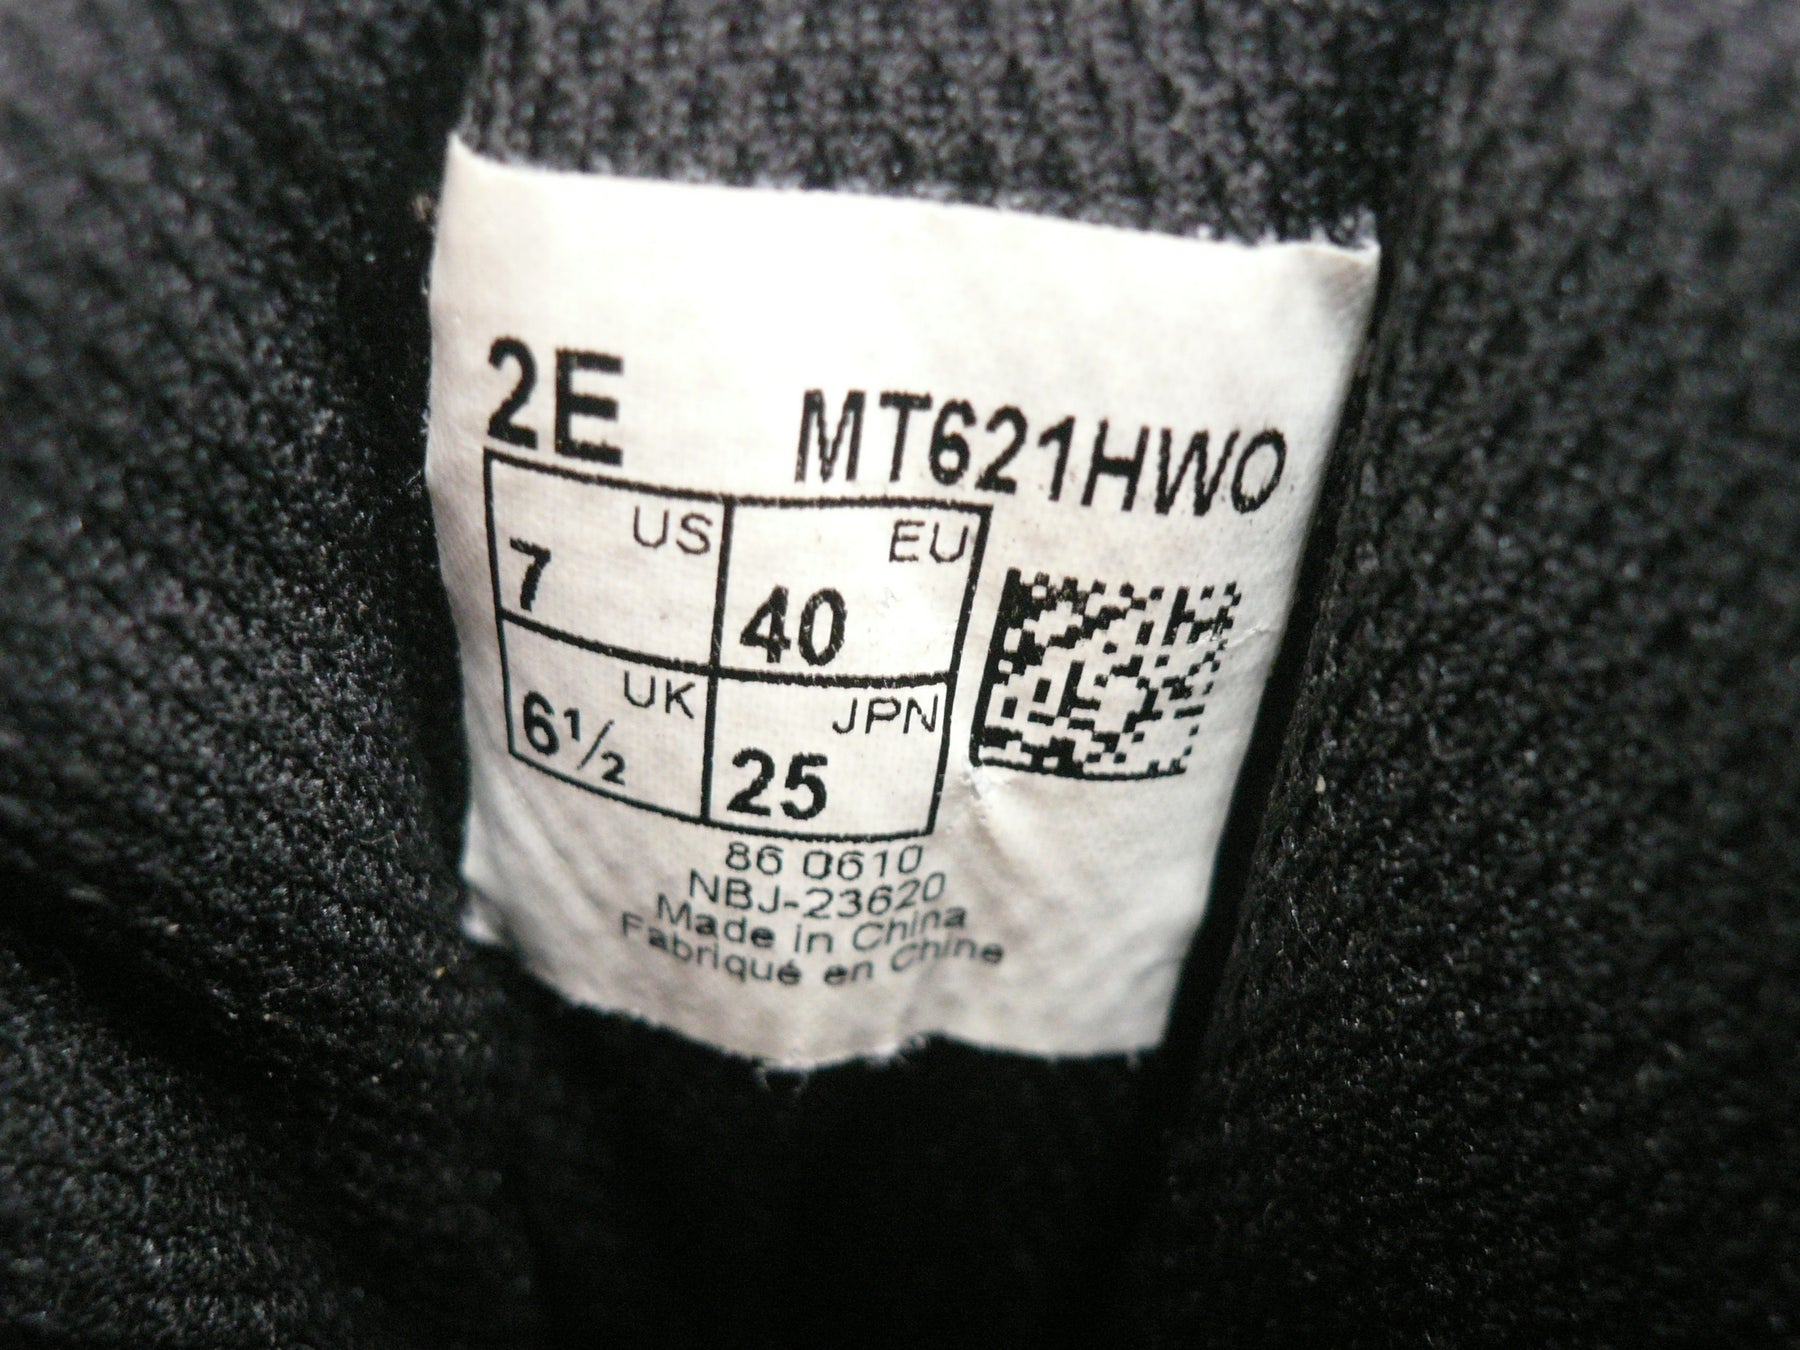 2E MT621HWO
US EU
7 40
UK JPN
6½ 25
86 0610
NBJ-23620
Made in China
Fabriqué en Chine